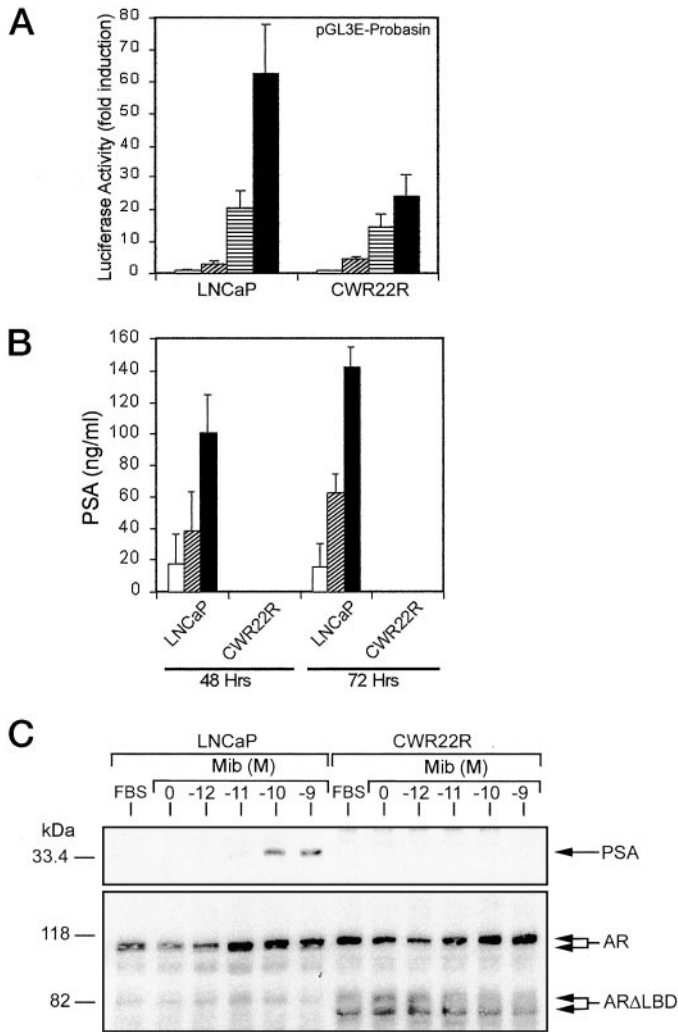 A
pGL3E-Probasin
Luciferase Activity (fold induction)
80
70
60
50
40
30
20
10
0
LNCaP CWR22R
B
PSA (ng/ml)
160
140
120
100
80
60
40
20
0
LNCaP CWR22R LNCaP CWR22R
48 Hrs 72 Hrs
C
LNCaP CWR22R
Mib (M) Mib (M)
FBS 0 -12 -11 -10 -9 FBS 0 -12 -11 -10 -9
kDa
33.4 PSA
118 AR
82 ARΔLBD